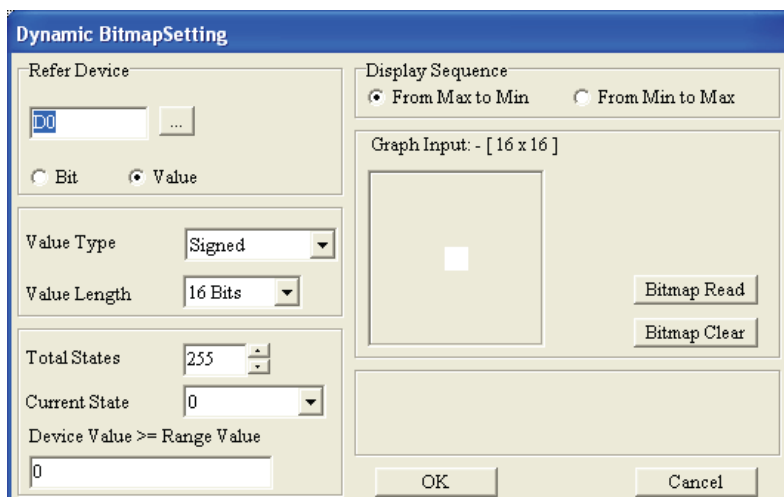 Dynamic BitmapSetting
Refer Device
D0
...
Bit
Value
Value Type
Signed
Value Length
16 Bits
Total States
255
Current State
0
Device Value >= Range Value
0
Display Sequence
From Max to Min
From Min to Max
Graph Input: - [ 16 x 16 ]
Bitmap Read
Bitmap Clear
OK
Cancel